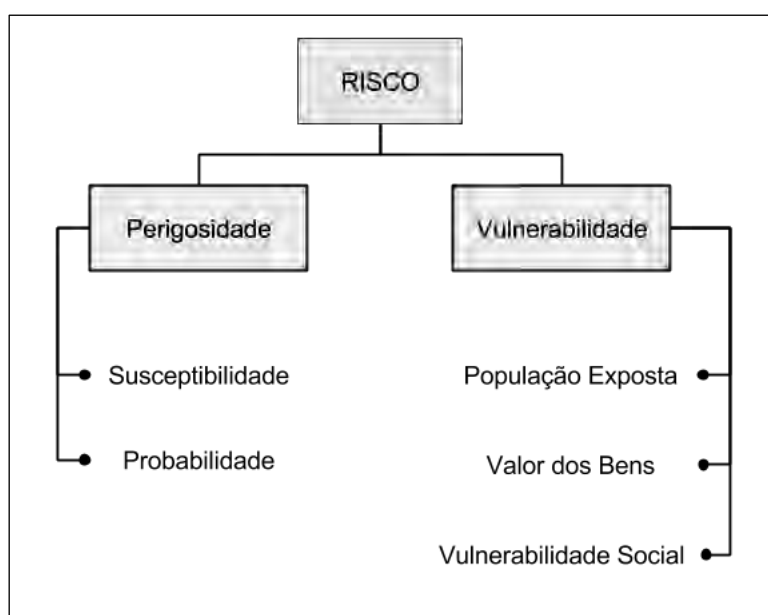 RISCO
Perigosidade
Vulnerabilidade
Susceptibilidade
População Exposta
Probabilidade
Valor dos Bens
Vulnerabilidade Social